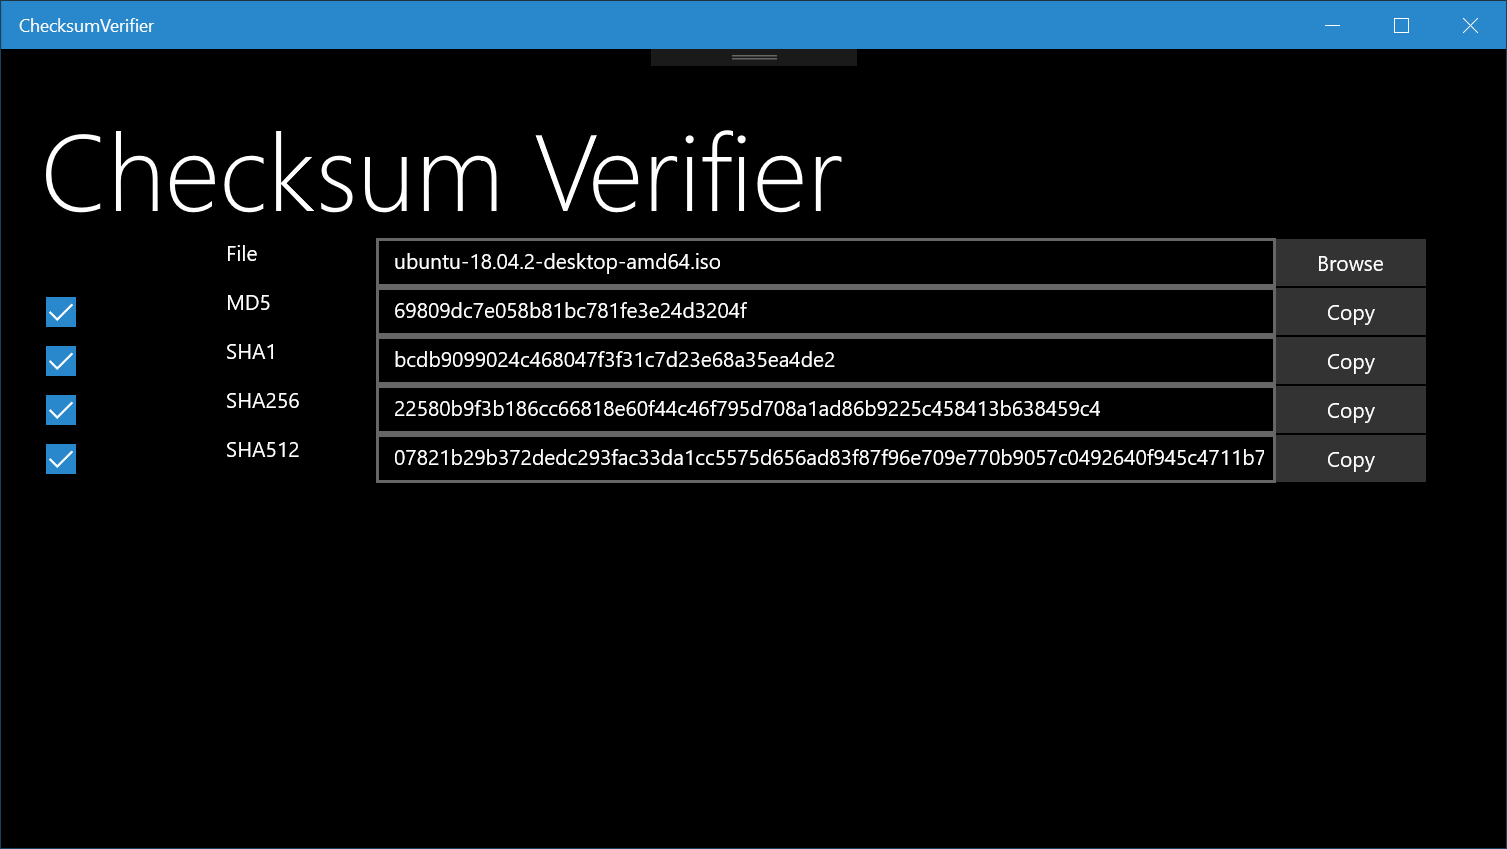 ChecksumVerifier
Checksum Verifier
File ubuntu-18.04.2-desktop-amd64.iso Browse
MD5 69809dc7e058b81bc781fe3e24d3204f Copy
SHA1 bcdb9099024c468047f3f31c7d23e68a35ea4de2 Copy
SHA256 22580b9f3b186cc66818e60f44c46f795d708a1ad86b9225c458413b638459c4 Copy
SHA512 07821b29b372dedc293fac33da1cc5575d656ad83f87f96e709e770b9057c0492640f945c4711b7 Copy